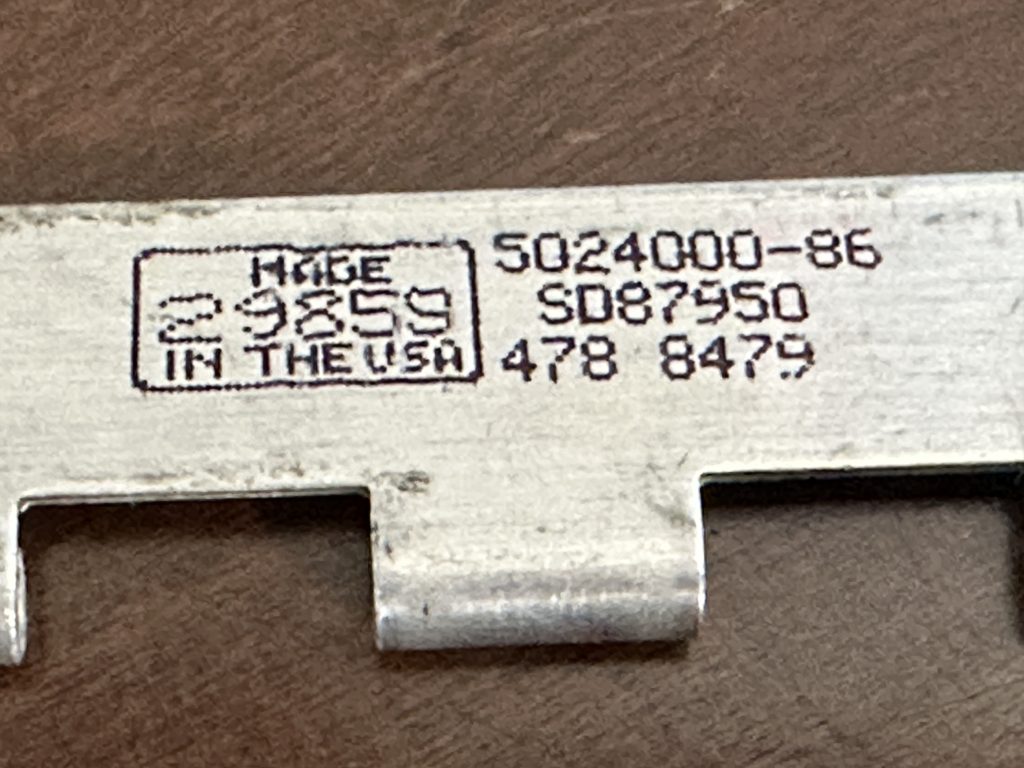 MADE
29859
IN THE USA
5024000-86
SD87950
478 8479